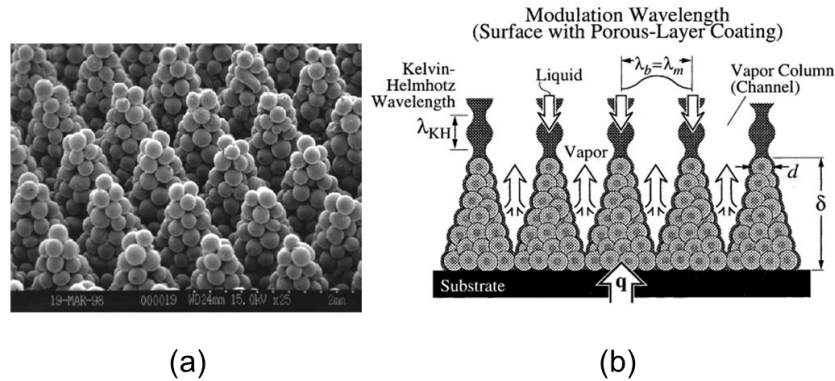 19-MAR-98 000019 WD24mm 15.0kV x25 2mm
(a)
Modulation Wavelength
(Surface with Porous-Layer Coating)
λb=λm
Kelvin-
Helmhotz
Wavelength
λKH
Liquid
Vapor Column
(Channel)
Vapor
d
δ
q
Substrate
(b)